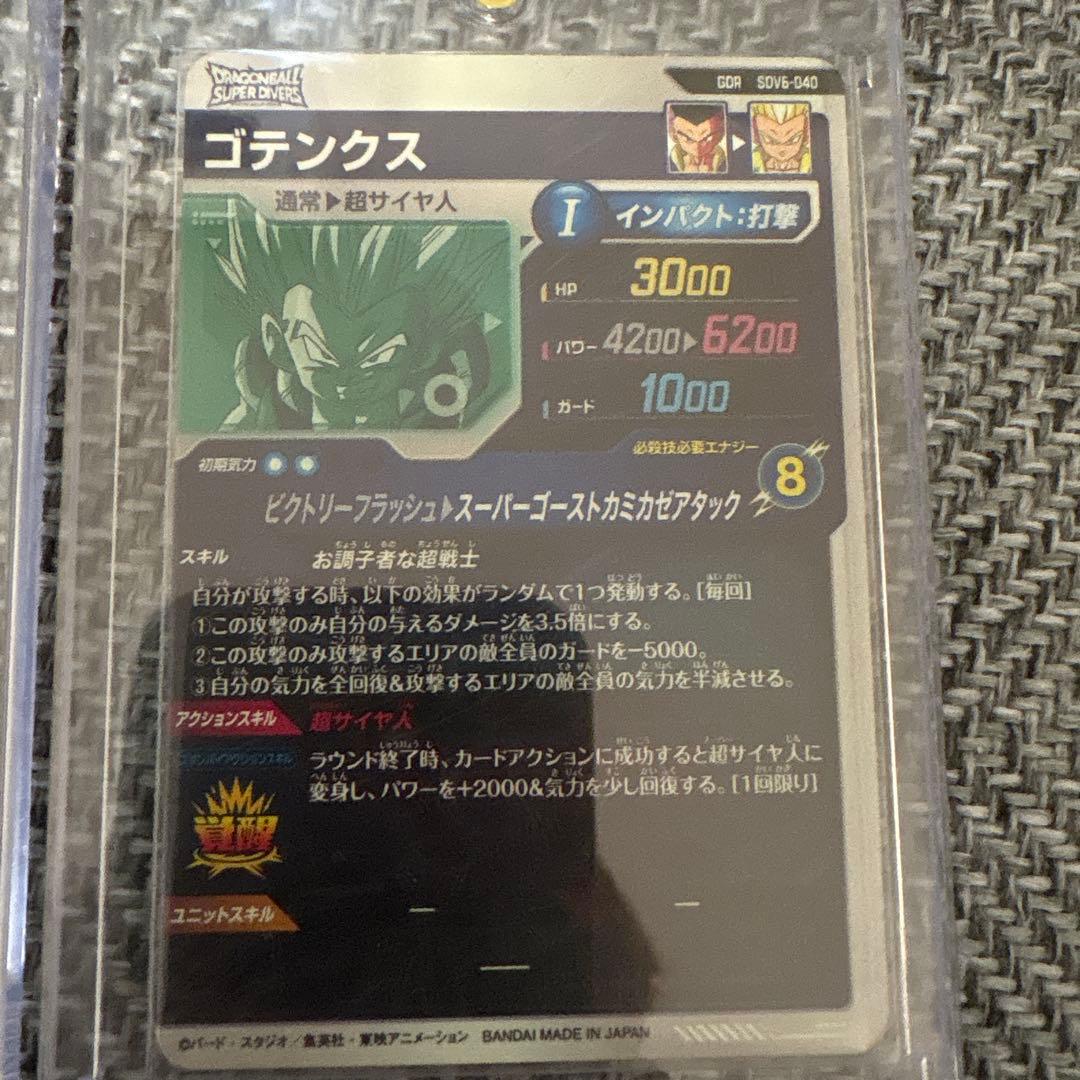 DRAGONBALL
SUPER DIVERS
GDR SDV6-040
ゴテンクス
通常▶超サイヤ人
I インパクト:打撃
HP 3000
パワー 4200▶6200
ガード 1000
必殺技必要エナジー
8
初期気力
ビクトリーフラッシュ▶スーパーゴーストカミカゼアタック
スキル お調子者な超戦士
自分が攻撃する時、以下の効果がランダムで1つ発動する。[毎回]
①この攻撃のみ自分の与えるダメージを3.5倍にする。
②この攻撃のみ攻撃するエリアの敵全員のガードを−5000。
③自分の気力を全回復&攻撃するエリアの敵全員の気力を半減させる。
アクションスキル 超サイヤ人
ラウンド終了時、カードアクションに成功すると超サイヤ人に
変身し、パワーを+2000&気力を少し回復する。[1回限り]
覚醒
ユニットスキル
— —
—
©バード・スタジオ/集英社・東映アニメーション BANDAI MADE IN JAPAN